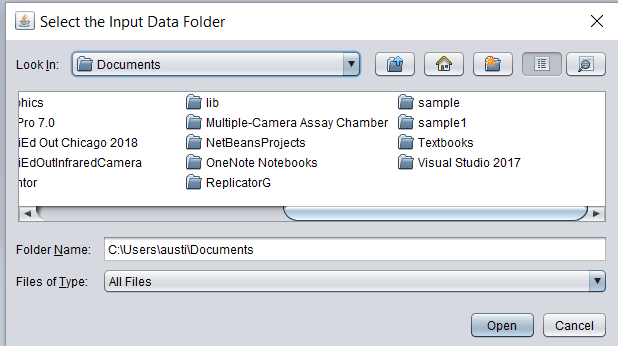 Select the Input Data Folder
Look In: Documents
ohics lib sample
Pro 7.0 Multiple-Camera Assay Chamber sample1
iEd Out Chicago 2018 NetBeansProjects Textbooks
iEdOutInfraredCamera OneNote Notebooks Visual Studio 2017
ntor ReplicatorG
Folder Name: C:\Users\austi\Documents
Files of Type: All Files
Open Cancel